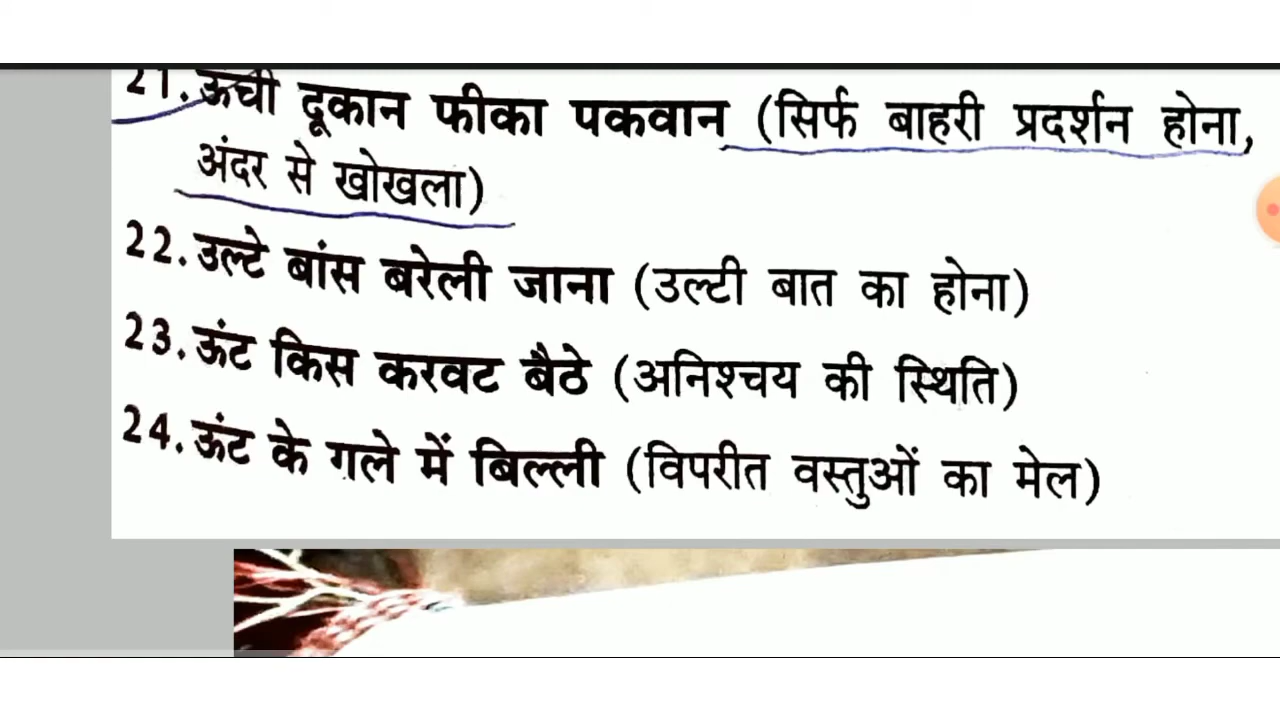 21. ऊंची दूकान फीका पकवान (सिर्फ बाहरी प्रदर्शन होना,
अंदर से खोखला)
22. उल्टे बांस बरेली जाना (उल्टी बात का होना)
23. ऊंट किस करवट बैठे (अनिश्चय की स्थिति)
24. ऊंट के गले में बिल्ली (विपरीत वस्तुओं का मेल)